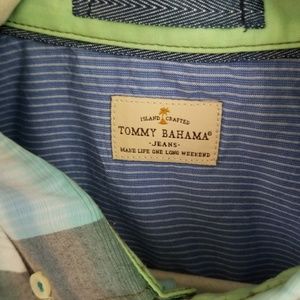 ISLAND CRAFTED
TOMMY BAHAMA®
·JEANS·
MAKE LIFE ONE LONG WEEKEND